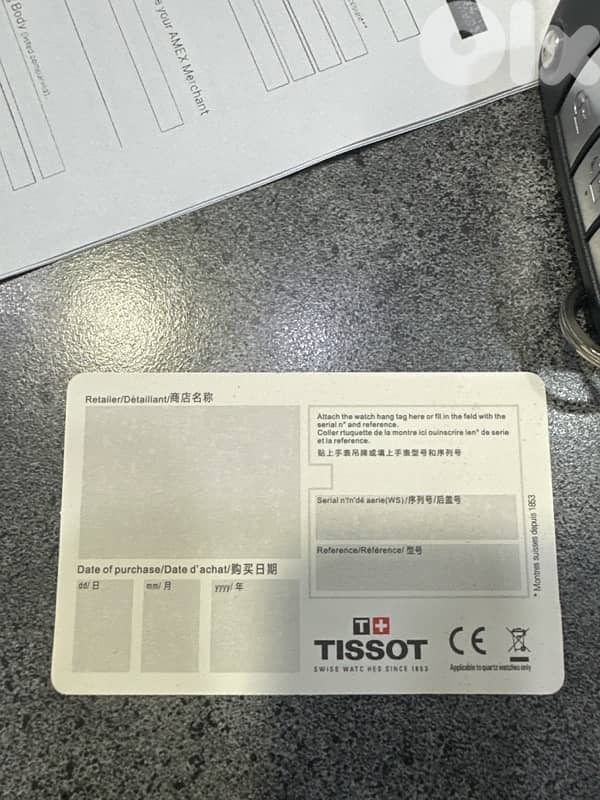 Body (listed companies).
your AMEX Merchant
olx
Retailer/Détaillant/商店名称
Attach the watch hang tag here or fill in the feld with the
serial n° and reference.
Coller rtuquette de la montre ici ouinscrire len° de serie
et la reference.
贴上手表吊牌或填上手表型号和序列号
Serial n°/n°dé aerie(WS)/序列号/后盖号
Reference/Référence/ 型号
Date of purchase/Date d'achat/购买日期
dd/ 日
mm/ 月
yyyy/ 年
* Montres suisses depuis 1853
T+
TISSOT
SWISS WATC HES SINCE 1853
CE
Applicable to quartz watches only